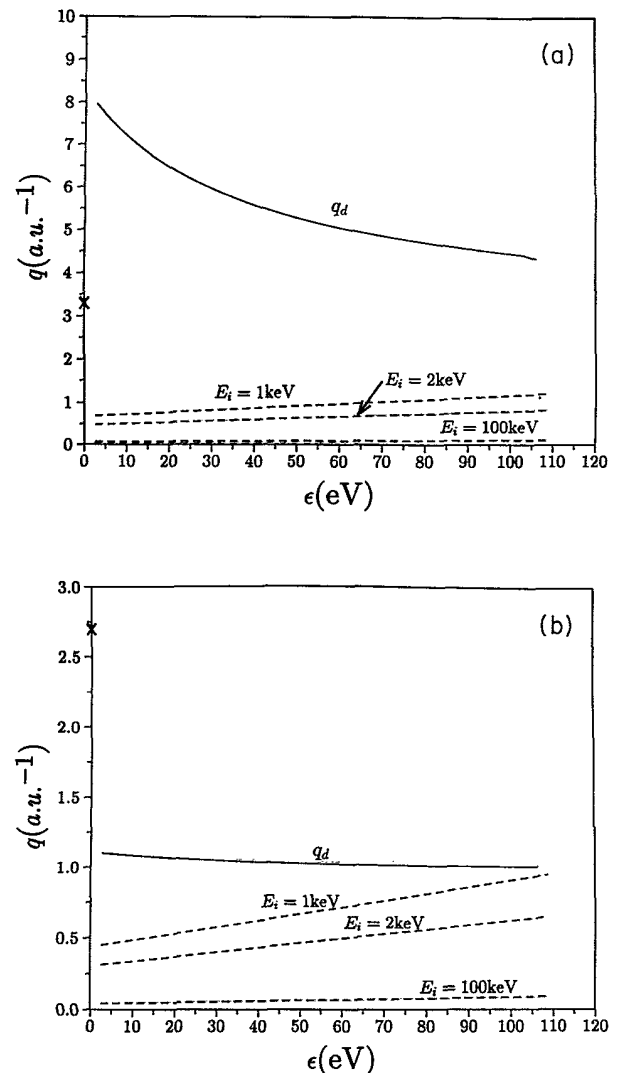 (a)
10
9
8
7
6
5
4
3
2
1
0
q(a.u.⁻¹)
q_d
E_i = 1keV
E_i = 2keV
E_i = 100keV
0 10 20 30 40 50 60 70 80 90 100 110 120
ϵ(eV)
(b)
3.0
2.5
2.0
1.5
1.0
0.5
0.0
q(a.u.⁻¹)
q_d
E_i = 1keV
E_i = 2keV
E_i = 100keV
0 10 20 30 40 50 60 70 80 90 100 110 120
ϵ(eV)